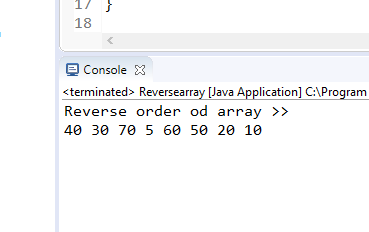 17 }
18
<
Console
<terminated> Reversearray [Java Application] C:\Program
Reverse order od array >>
40 30 70 5 60 50 20 10